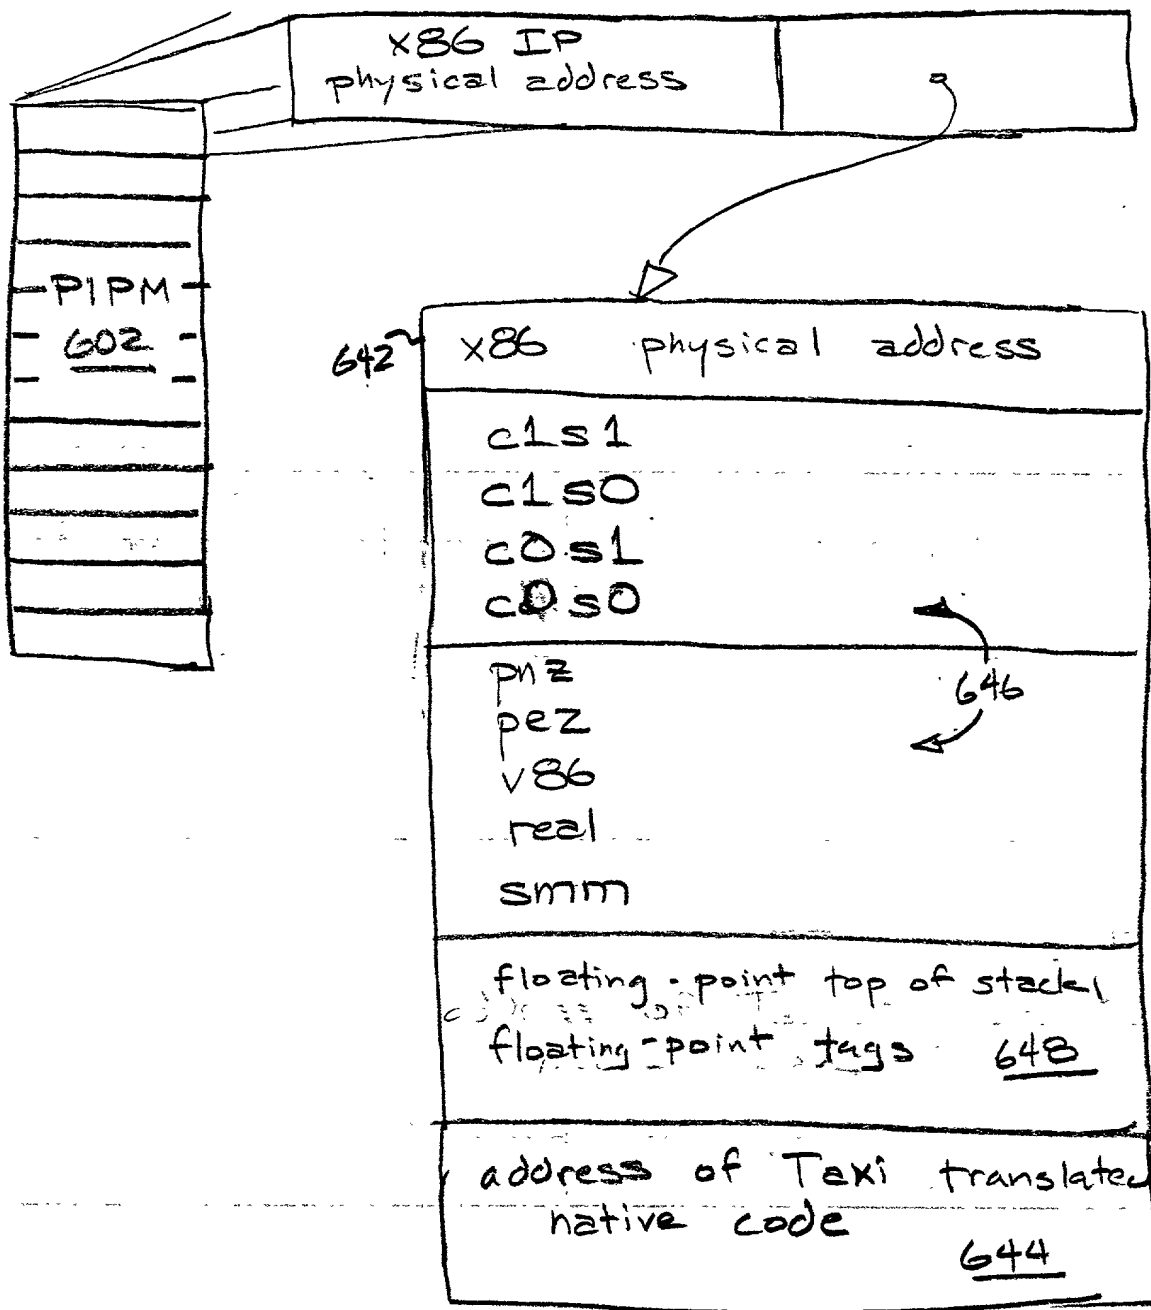 x86 IP
physical address
PIPM
602
642
x86 physical address
c1s1
c1s0
c0s1
c0s0
646
pnz
pez
v86
real
smm
floating-point top of stack,
floating-point tags 648
address of Taxi translated
native code
644